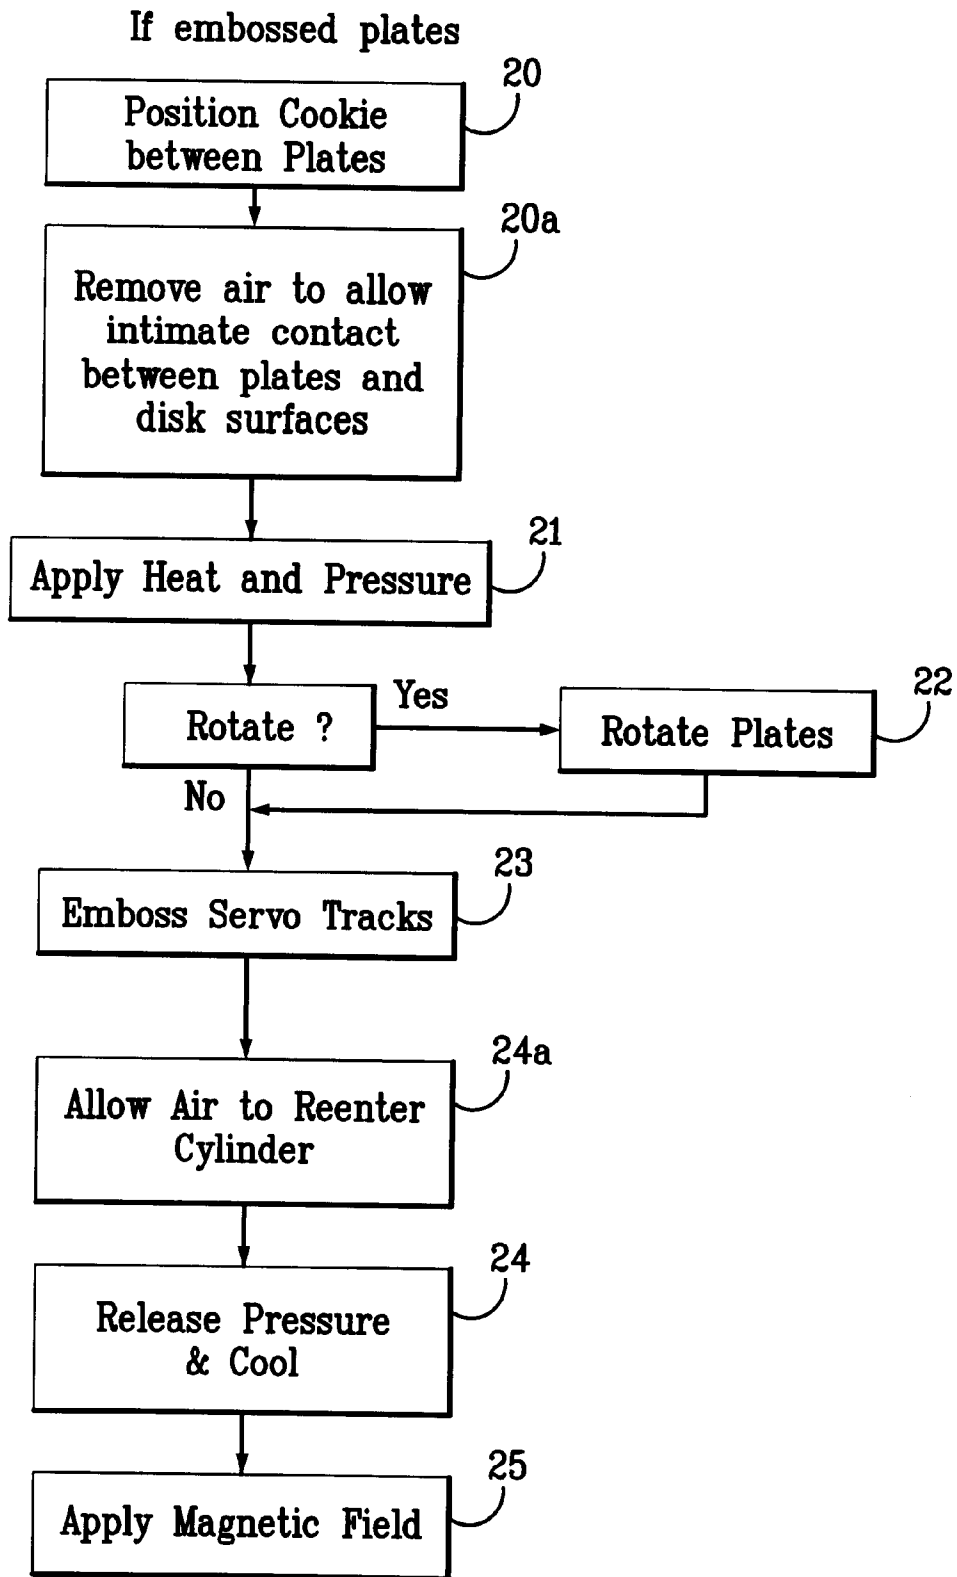 If embossed plates
20
Position Cookie
between Plates
20a
Remove air to allow
intimate contact
between plates and
disk surfaces
21
Apply Heat and Pressure
Rotate ?
Yes
22
Rotate Plates
No
23
Emboss Servo Tracks
24a
Allow Air to Reenter
Cylinder
24
Release Pressure
& Cool
25
Apply Magnetic Field